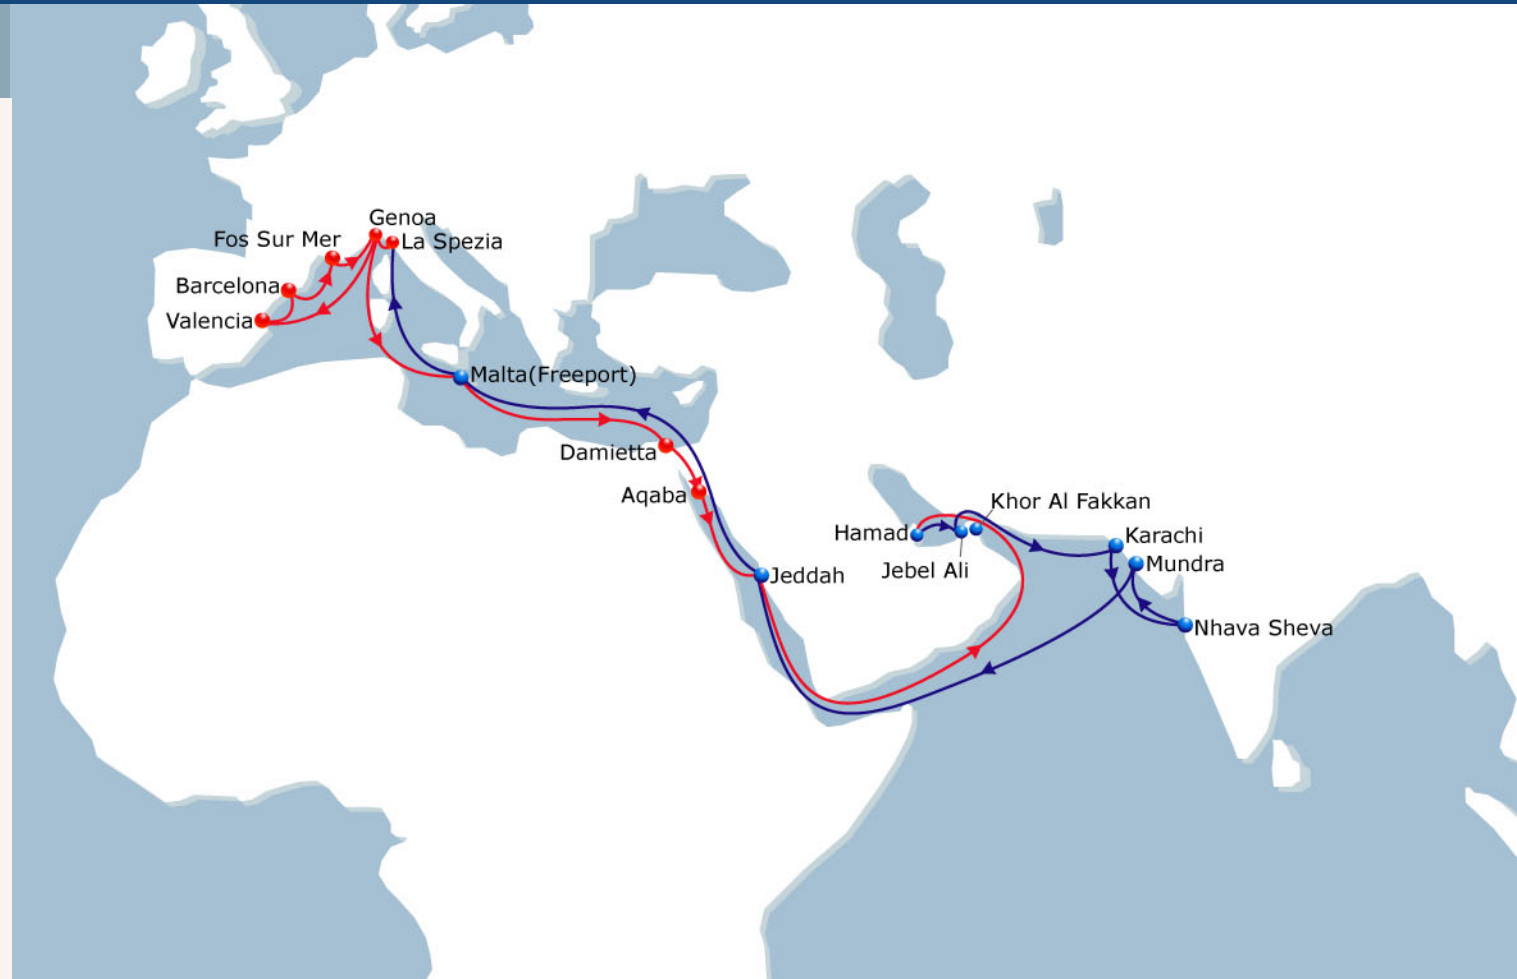 Genoa
Fos Sur Mer
La Spezia
Barcelona
Valencia
Malta(Freeport)
Damietta
Aqaba
Khor Al Fakkan
Hamad
Karachi
Mundra
Jebel Ali
Jeddah
Nhava Sheva